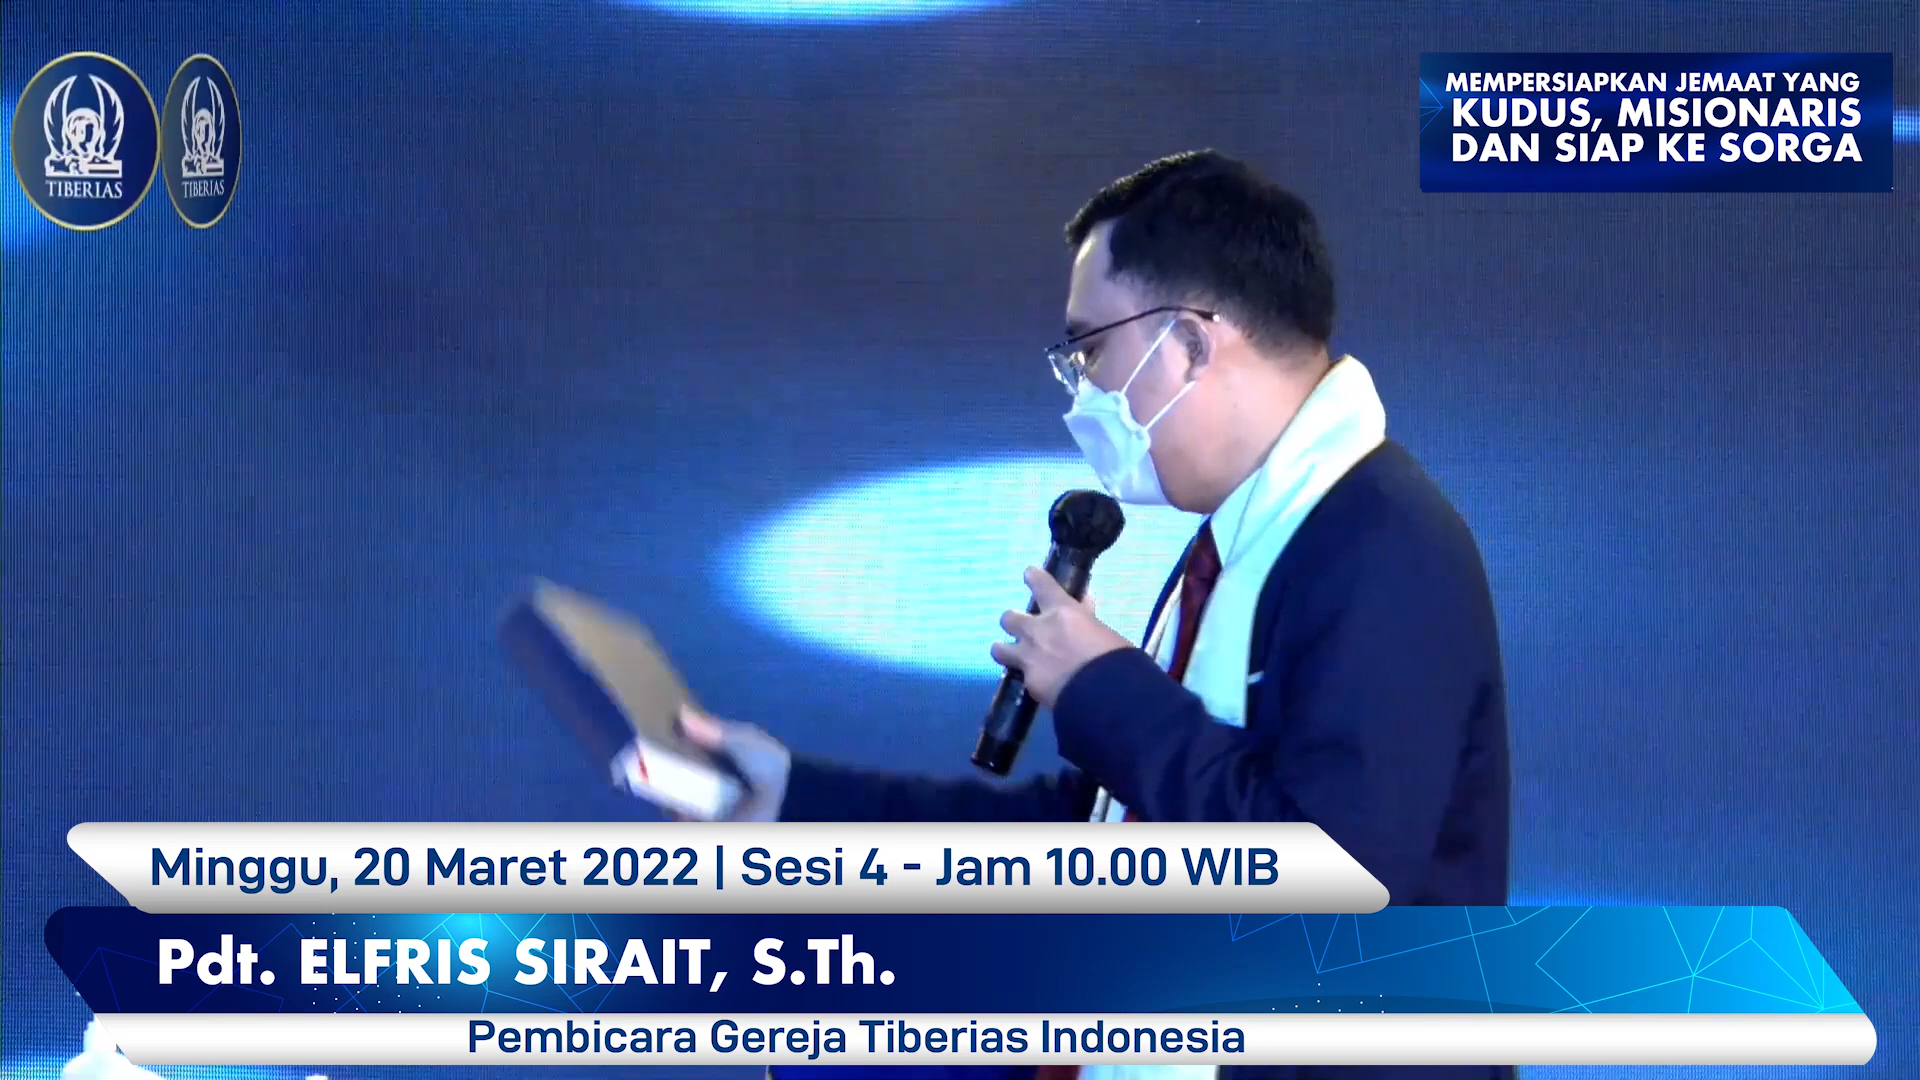 TIBERIAS
TIBERIAS
MEMPERSIAPKAN JEMAAT YANG
KUDUS, MISIONARIS
DAN SIAP KE SORGA
Minggu, 20 Maret 2022 | Sesi 4 - Jam 10.00 WIB
Pdt. ELFRIS SIRAIT, S.Th.
Pembicara Gereja Tiberias Indonesia